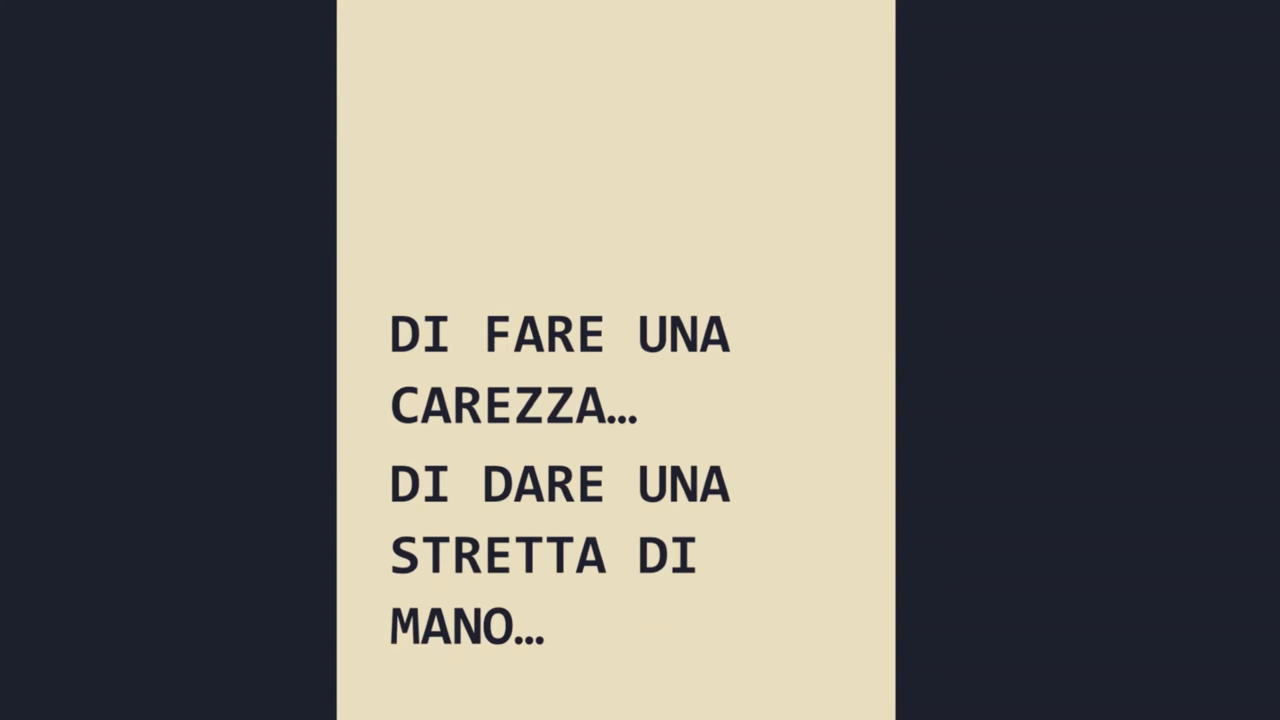 DI FARE UNA
CAREZZA…
DI DARE UNA
STRETTA DI
MANO…